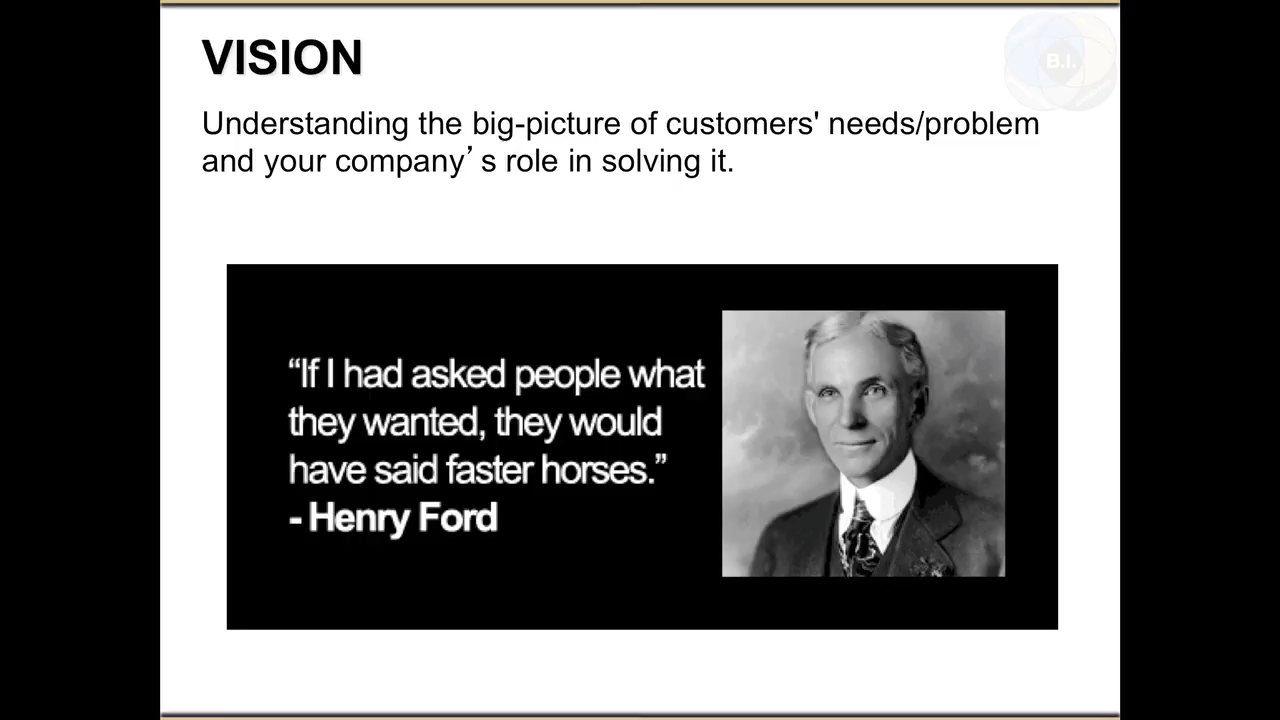 VISION
B.I.
Understanding the big-picture of customers' needs/problem
and your company’s role in solving it.
“If I had asked people what
they wanted, they would
have said faster horses.”
- Henry Ford